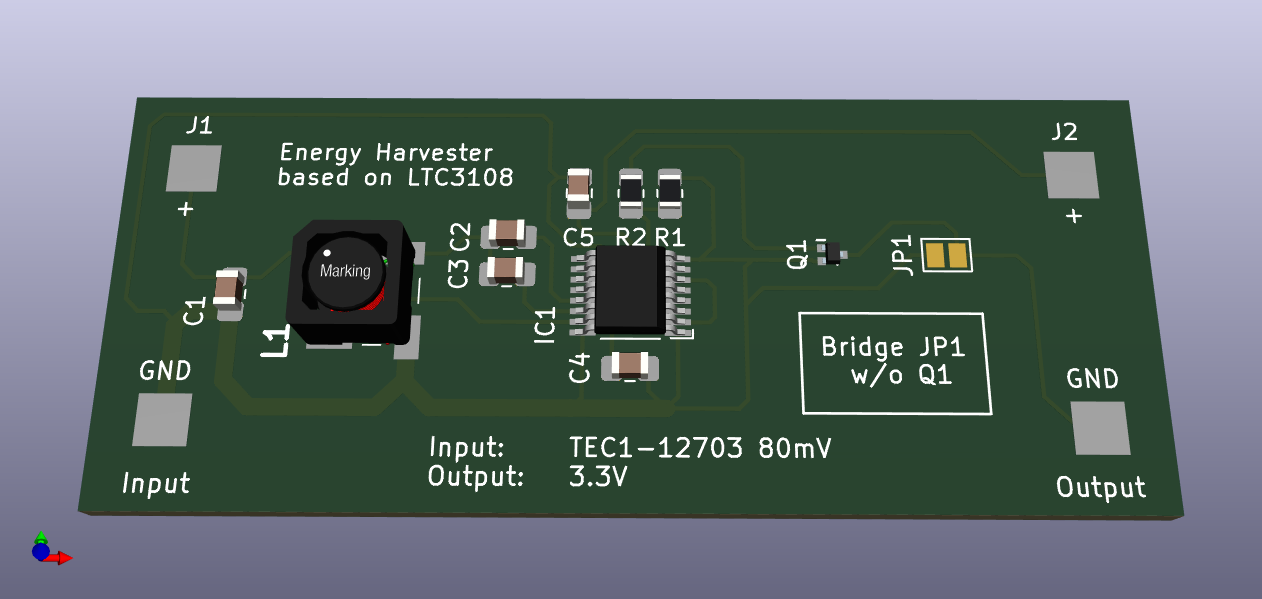 J1
J2
Energy Harvester
based on LTC3108
+
+
C2
C5
R2
R1
Q1
JP1
C3
Marking
C1
IC1
L1
C4
Bridge JP1
w/o Q1
GND
GND
Input: TEC1-12703 80mV
Output: 3.3V
Input
Output